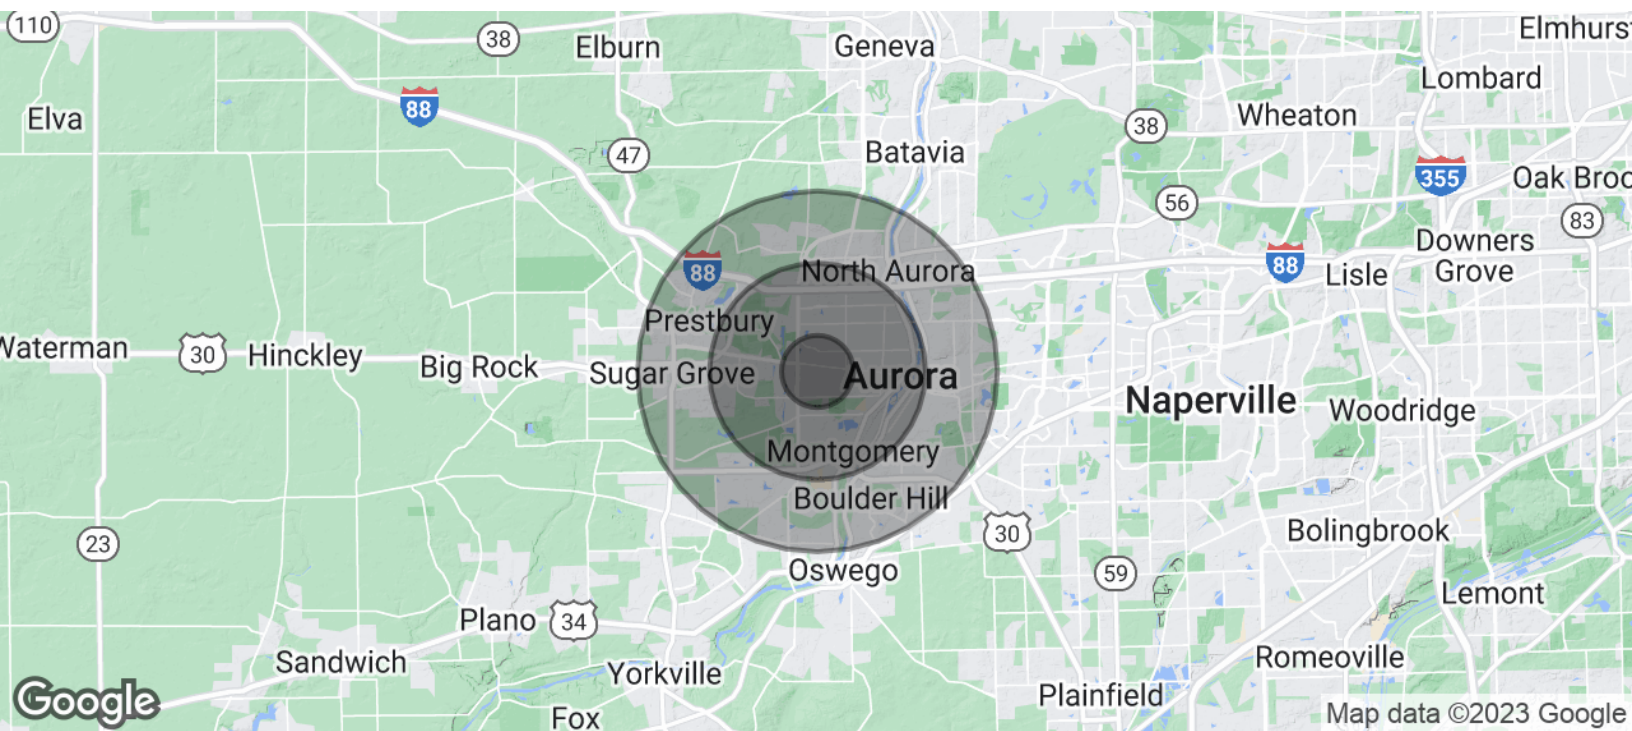 110
38
Elburn
Geneva
Elmhurst
Lombard
Elva
88
Wheaton
38
47
Batavia
355
Oak Broo
56
83
88
North Aurora
88
Lisle
Downers
Grove
Prestbury
Waterman
30
Hinckley
Big Rock
Sugar Grove
Aurora
Naperville
Woodridge
Montgomery
Boulder Hill
23
30
Bolingbrook
Oswego
59
Lemont
Plano
34
Sandwich
Yorkville
Romeoville
Plainfield
Google
Fox
Map data ©2023 Google